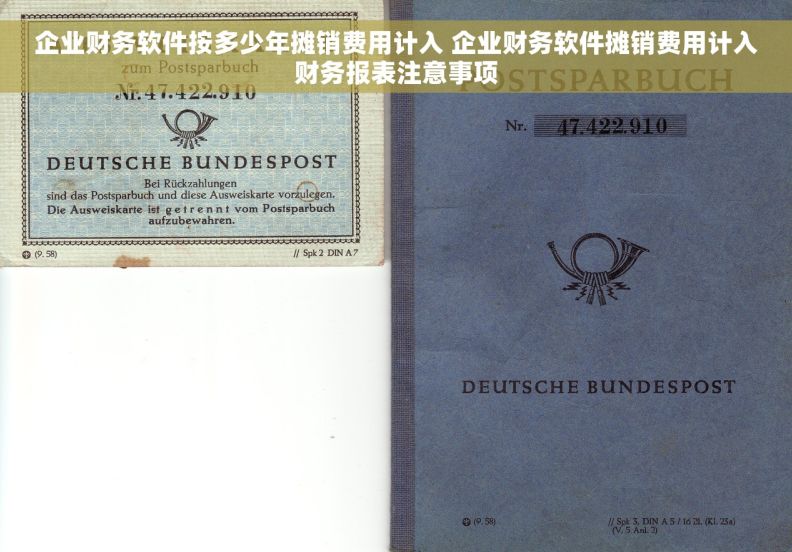 企业财务软件按多少年摊销费用计入 企业财务软件摊销费用计入
财务报表注意事项
zum Postsparbuch
Nr. 47.422.910
DEUTSCHE BUNDESPOST
Bei Rückzahlungen
sind das Postsparbuch und diese Ausweiskarte vorzulegen.
Die Ausweiskarte ist getrennt vom Postsparbuch
aufzubewahren.
(9. 58)
// Spk 2 DIN A 7
POSTSPARBUCH
Nr. 47.422.910
DEUTSCHE BUNDESPOST
(9. 58)
// Spk 3, DIN A 5 / 16 Bl. (Kl. 23a)
(V. 5 Anl. 2)